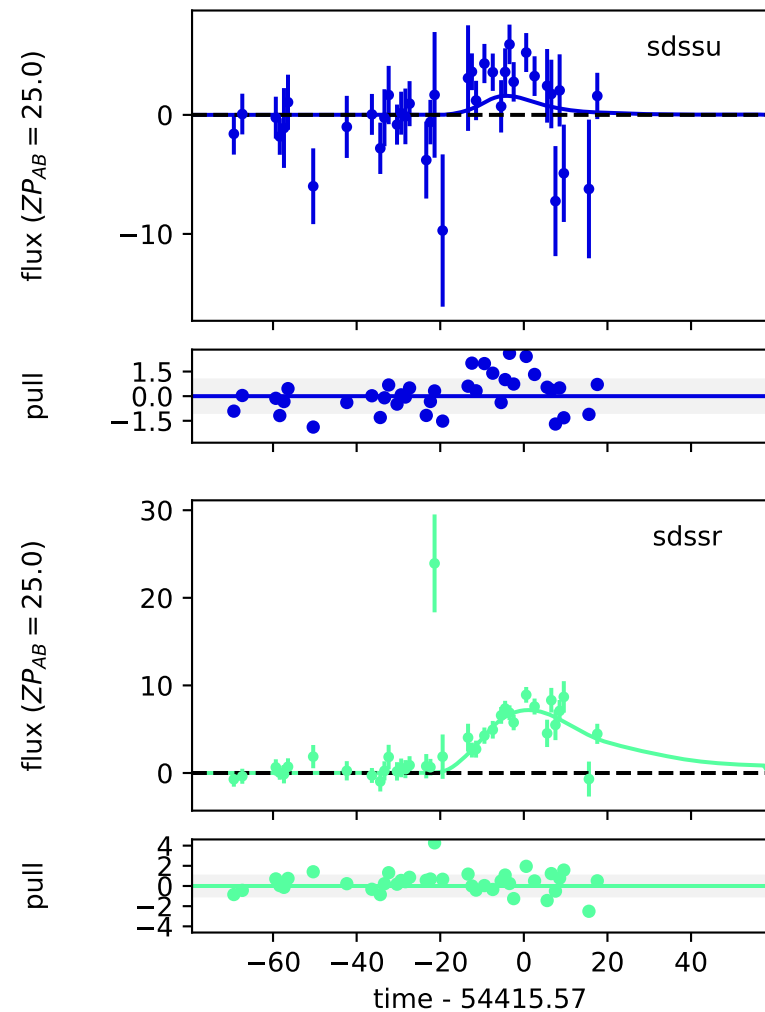 sdssu
flux (ZP_AB = 25.0)
0
−10
pull
1.5
0.0
−1.5
sdssr
flux (ZP_AB = 25.0)
30
20
10
0
pull
4
2
0
−2
−4
−60 −40 −20 0 20 40
time - 54415.57